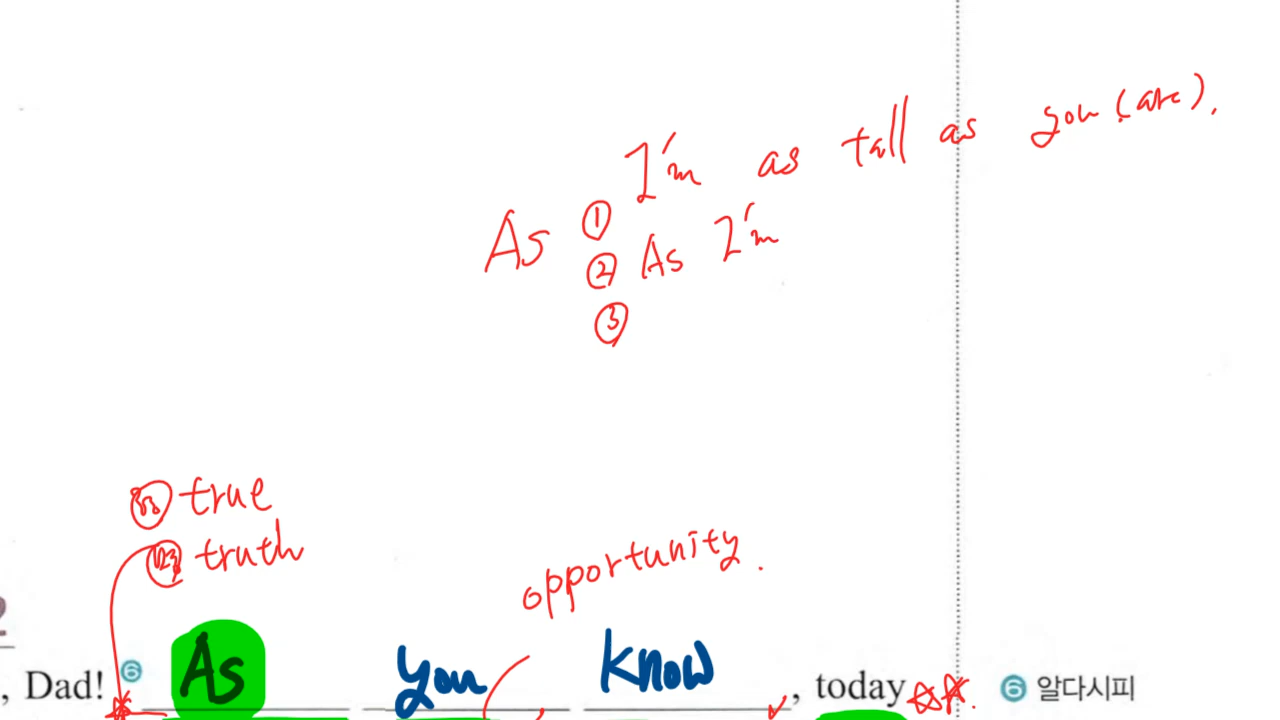 I'm as tall as you (are).
As ①
② As I'm
③
true
truth
opportunity.
2
, Dad! ⑥ As you know, today ⑥ 알다시피